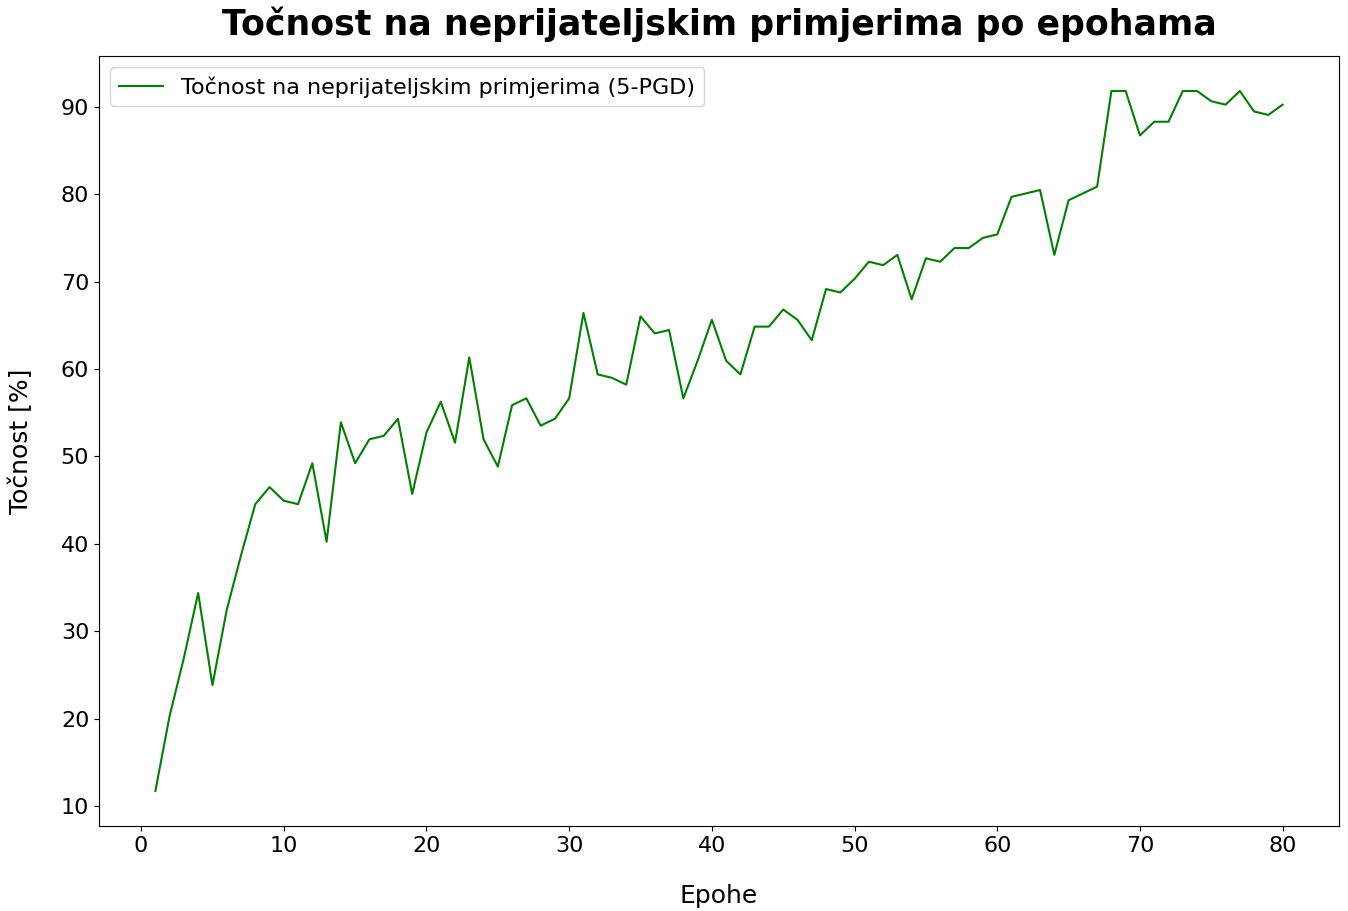 Točnost na neprijateljskim primjerima po epohama
Točnost na neprijateljskim primjerima (5-PGD)
90
80
70
60
50
40
30
20
10
Točnost [%]
0 10 20 30 40 50 60 70 80
Epohe